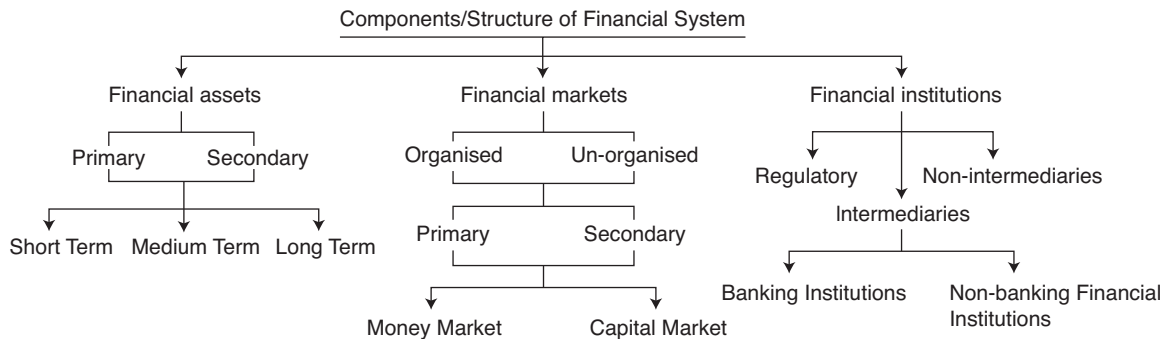 Components/Structure of Financial System
Financial assets
Financial markets
Financial institutions
Primary
Secondary
Organised
Un-organised
Regulatory
Non-intermediaries
Intermediaries
Short Term
Medium Term
Long Term
Primary
Secondary
Banking Institutions
Non-banking Financial
Institutions
Money Market
Capital Market